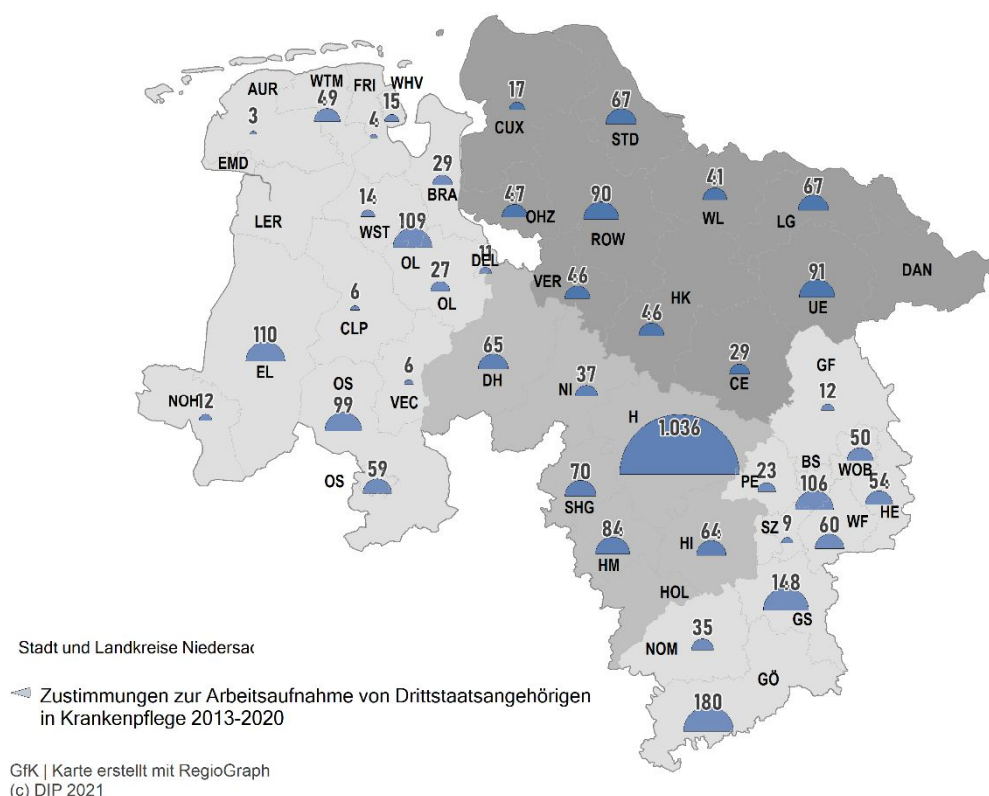 AUR
WTM
FRI
WHV
3
49
4
15
EMD
17
CUX
67
STD
29
BRA
LER
14
WST
109
OL
47
OHZ
90
ROW
41
WL
67
LG
11
DEL
27
OL
VER
46
HK
46
91
UE
DAN
6
CLP
110
EL
65
DH
29
CE
GF
12
OS
99
6
VEC
NOH
12
37
NI
H
1.036
50
WOB
BS
106
PE
23
54
HE
OS
59
70
SHG
SZ
9
WF
60
84
HM
HI
64
HOL
148
GS
NOM
35
GÖ
180
Stadt und Landkreise Niedersac
Zustimmungen zur Arbeitsaufnahme von Drittstaatsangehörigen
in Krankenpflege 2013-2020
GfK | Karte erstellt mit RegioGraph
(c) DIP 2021